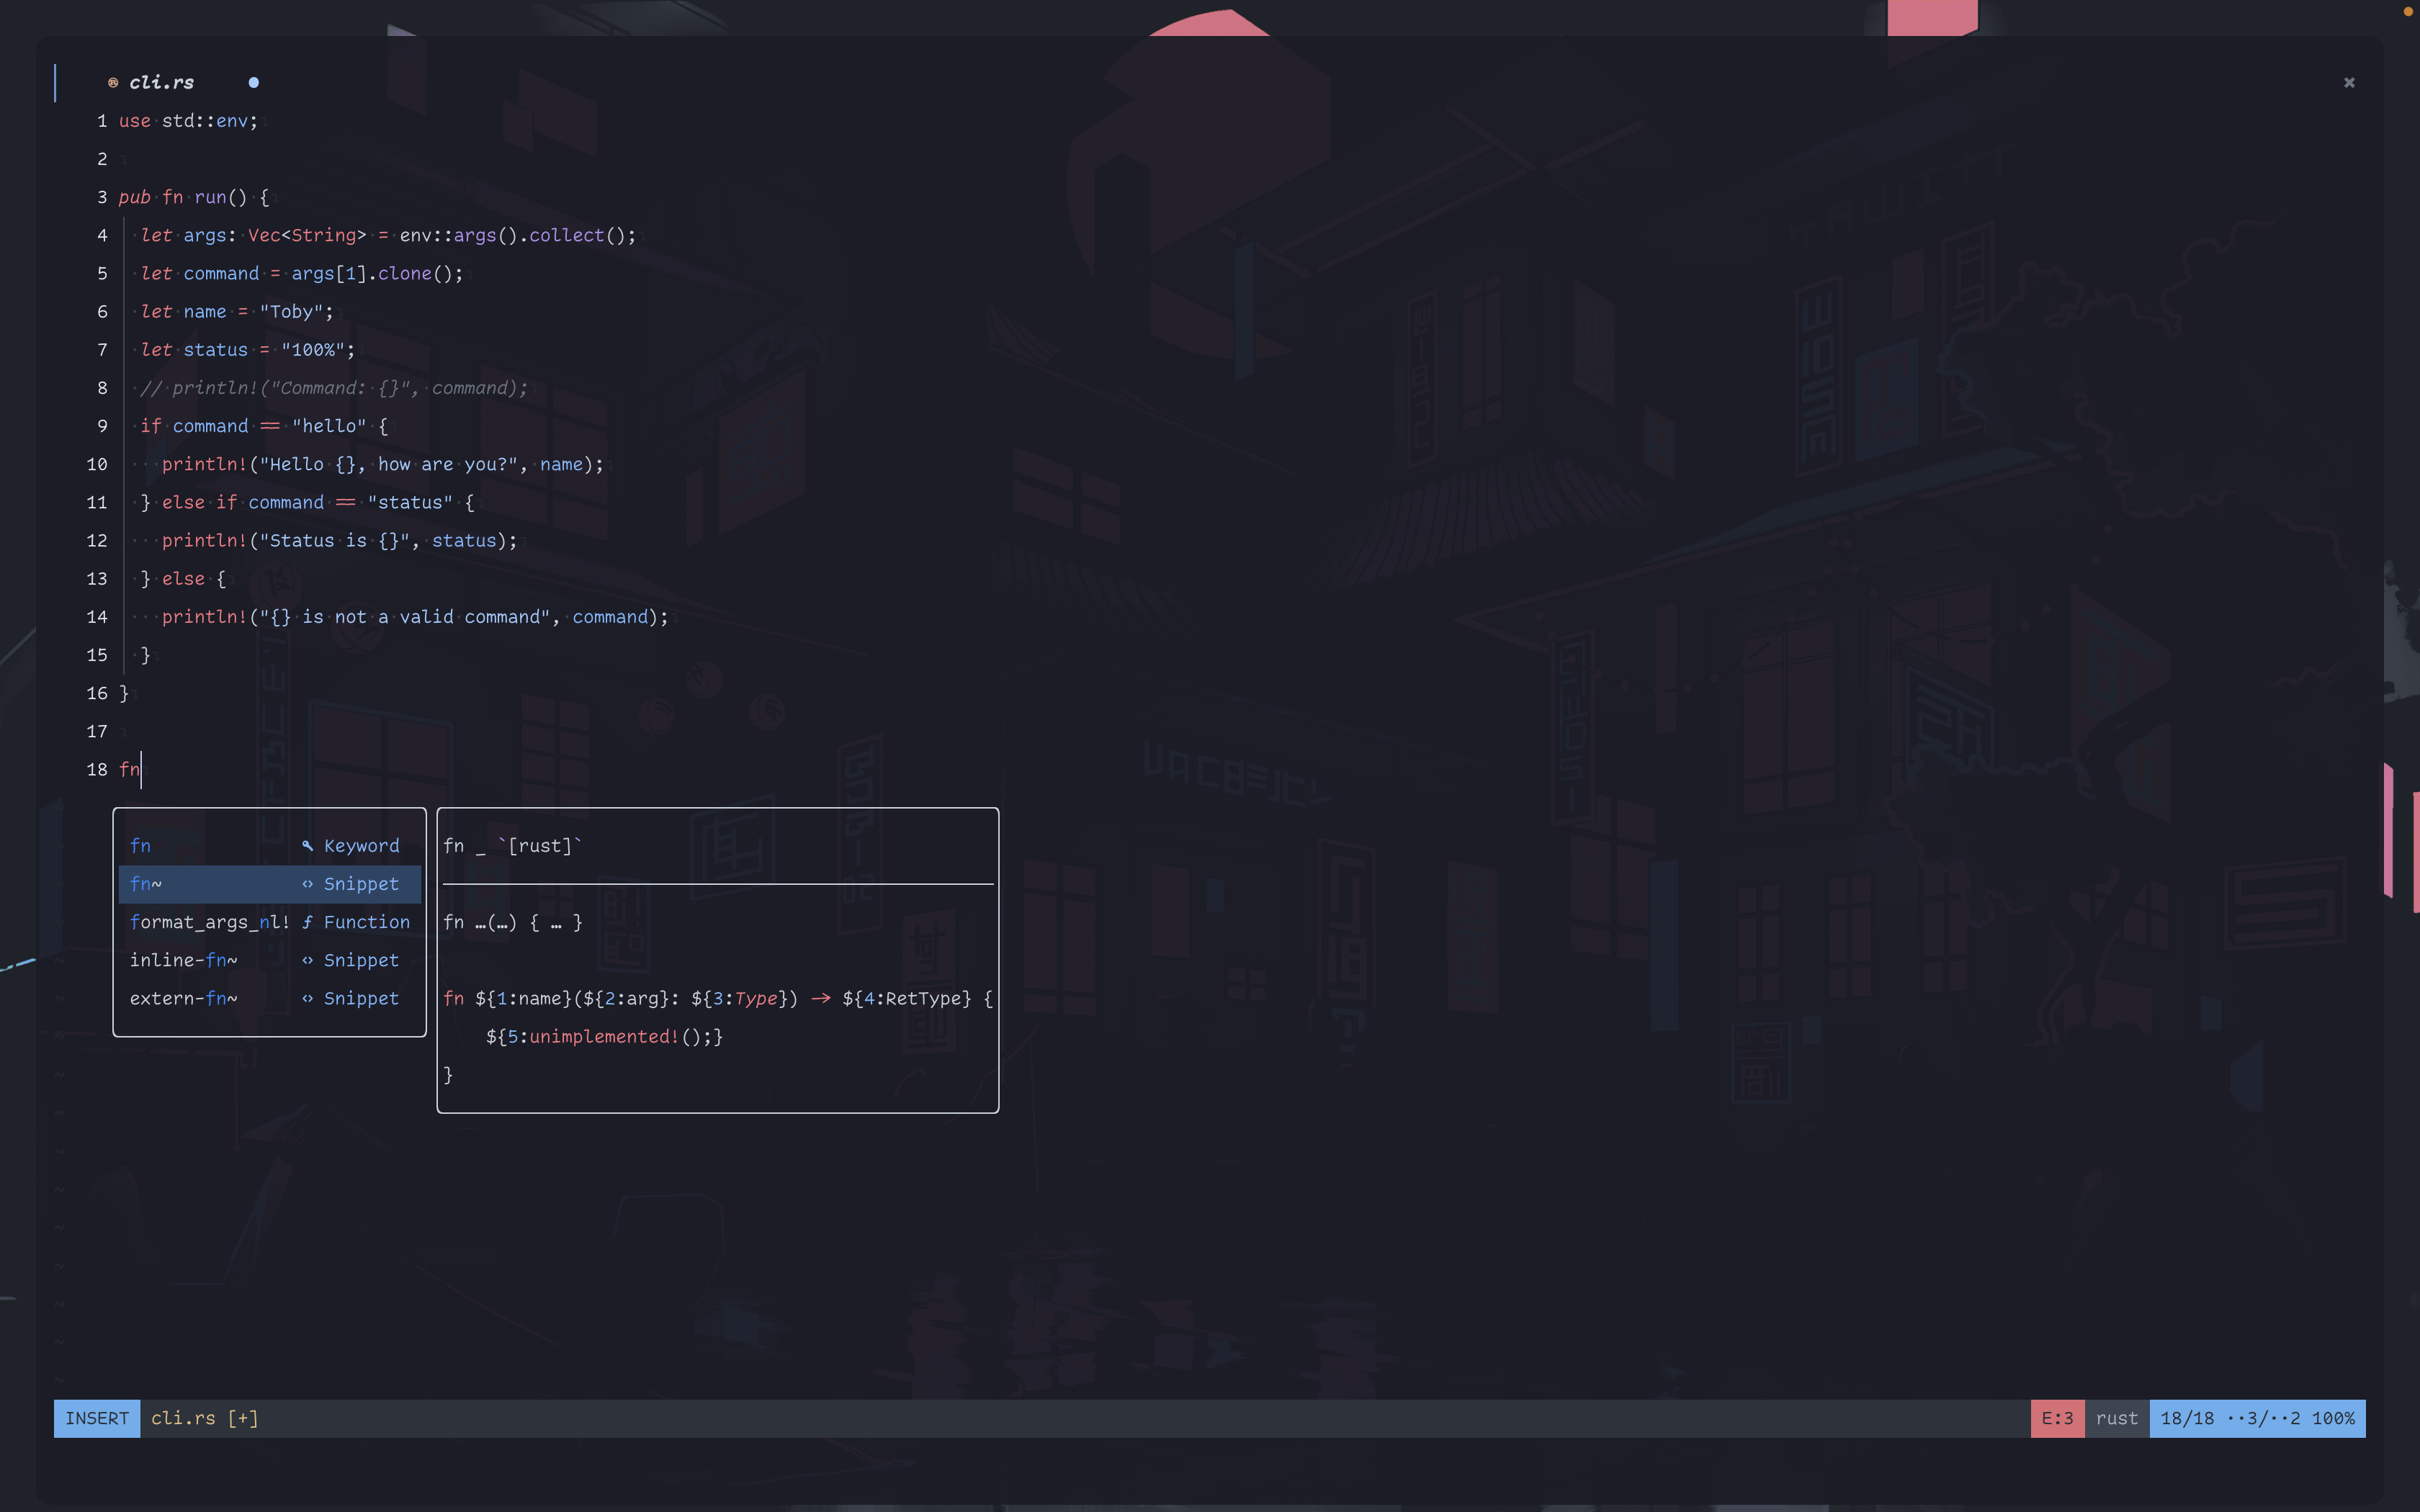 cli.rs
1 use std::env;
2
3 pub fn run() {
4 let args: Vec<String> = env::args().collect();
5 let command = args[1].clone();
6 let name = "Toby";
7 let status = "100%";
8 // println!("Command: {}", command);
9 if command == "hello" {
10 println!("Hello {}, how are you?", name);
11 } else if command == "status" {
12 println!("Status is {}", status);
13 } else {
14 println!("{} is not a valid command", command);
15 }
16 }
17
18 fn
fn Keyword
fn~ Snippet
format_args_nl! Function
inline-fn~ Snippet
extern-fn~ Snippet
fn _ `[rust]`
fn …(…) { … }
fn ${1:name}(${2:arg}: ${3:Type}) -> ${4:RetType} {
${5:unimplemented!();}
}
INSERT cli.rs [+] E:3 rust 18/18 ··3/··2 100%